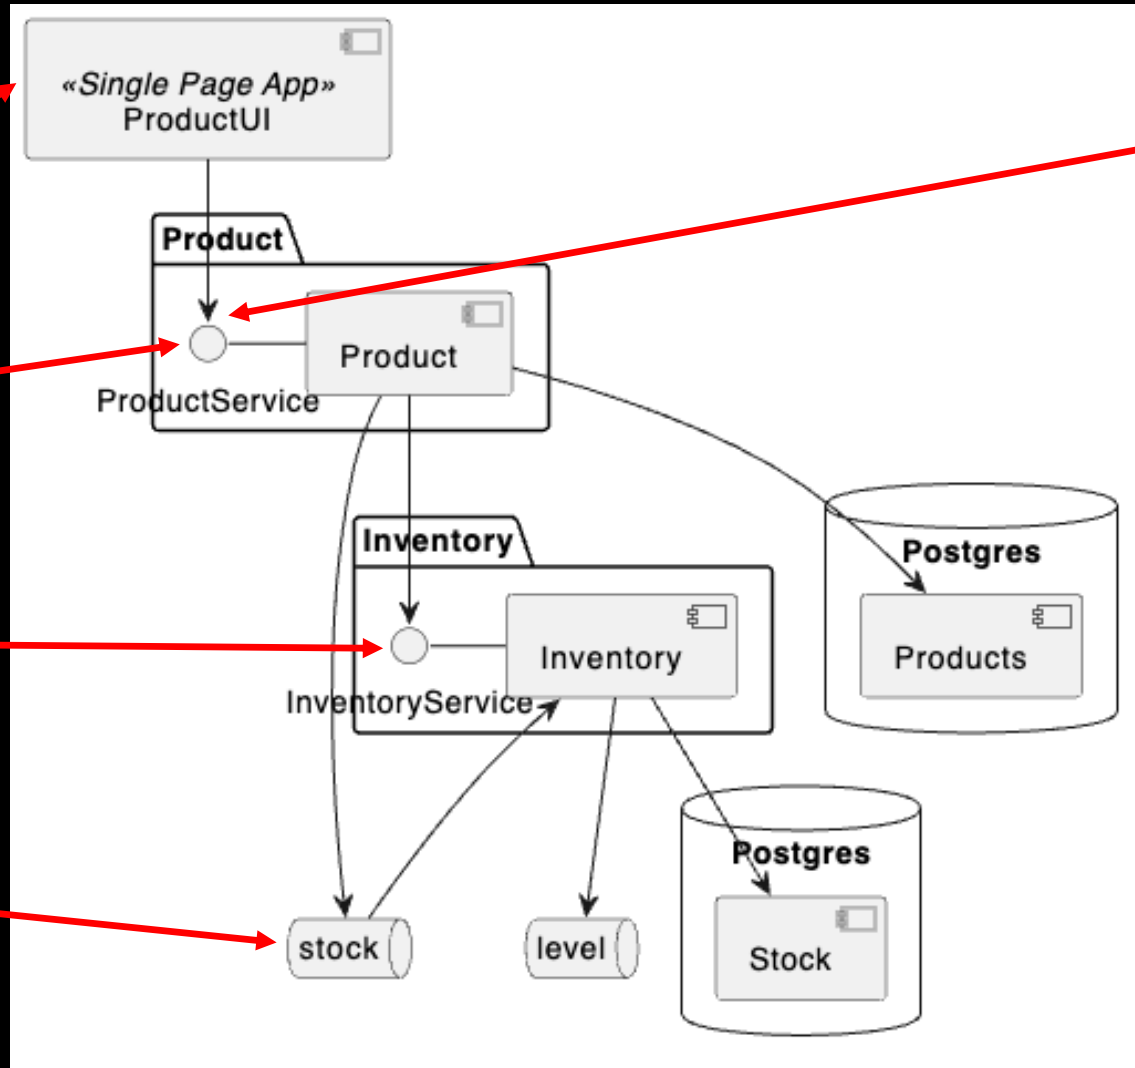 «Single Page App»
ProductUI
Product
Product
ProductService
Inventory
Postgres
Inventory
Products
InventoryService
Postgres
stock
level
Stock